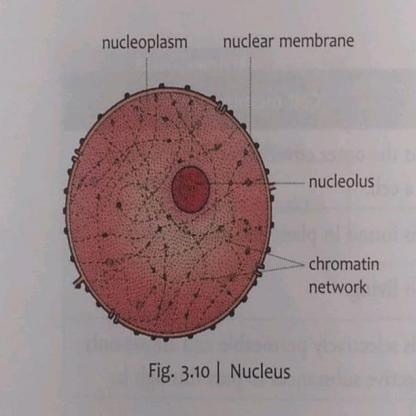 nucleoplasm nuclear membrane
nucleolus
chromatin
network
Fig. 3.10 | Nucleus